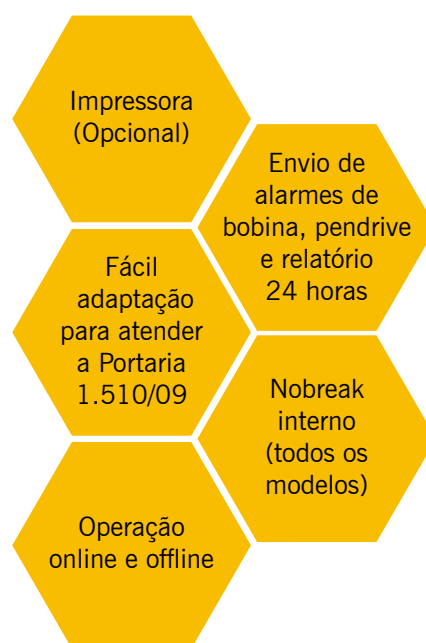 Impressora
(Opcional)
Envio de
alarmes de
bobina, pendrive
e relatório
24 horas
Fácil
adaptação
para atender
a Portaria
1.510/09
Nobreak
interno
(todos os
modelos)
Operação
online e offline